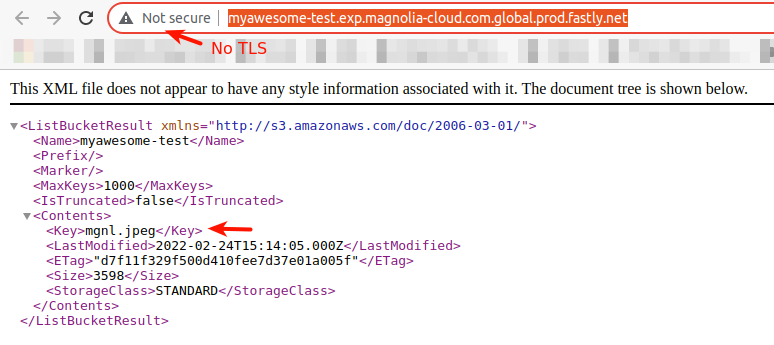 Not secure myawesome-test.exp.magnolia-cloud.com.global.prod.fastly.net
No TLS
This XML file does not appear to have any style information associated with it. The document tree is shown below.
▼<ListBucketResult xmlns="http://s3.amazonaws.com/doc/2006-03-01/">
<Name>myawesome-test</Name>
<Prefix/>
<Marker/>
<MaxKeys>1000</MaxKeys>
<IsTruncated>false</IsTruncated>
▼<Contents>
<Key>mgnl.jpeg</Key>
<LastModified>2022-02-24T15:14:05.000Z</LastModified>
<ETag>"d7f11f329f500d410fee7d37e01a005f"</ETag>
<Size>3598</Size>
<StorageClass>STANDARD</StorageClass>
</Contents>
</ListBucketResult>